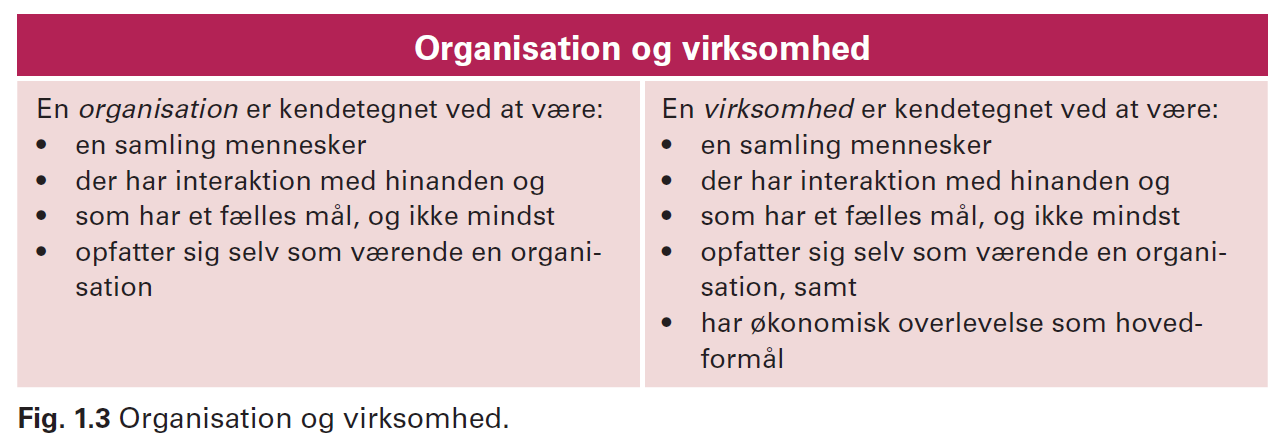 Organisation og virksomhed
En organisation er kendetegnet ved at være:
• en samling mennesker
• der har interaktion med hinanden og
• som har et fælles mål, og ikke mindst
• opfatter sig selv som værende en organi-
sation
En virksomhed er kendetegnet ved at være:
• en samling mennesker
• der har interaktion med hinanden og
• som har et fælles mål, og ikke mindst
• opfatter sig selv som værende en organi-
sation, samt
• har økonomisk overlevelse som hoved-
formål
Fig. 1.3 Organisation og virksomhed.